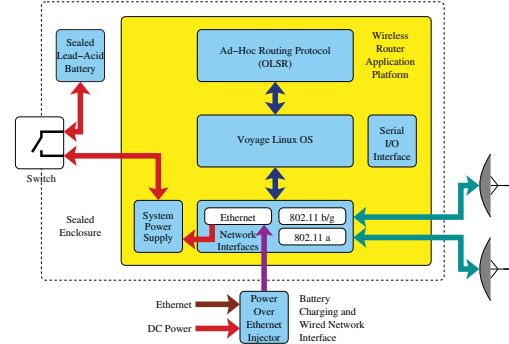 Sealed
Lead-Acid
Battery
Ad-Hoc Routing Protocol
(OLSR)
Wireless
Router
Application
Platform
Voyage Linux OS
Serial
I/O
Interface
Switch
Sealed
Enclosure
System
Power
Supply
Ethernet
802.11 b/g
Network
Interfaces
802.11 a
Ethernet
DC Power
Power
Over
Ethernet
Injector
Battery
Charging and
Wired Network
Interface